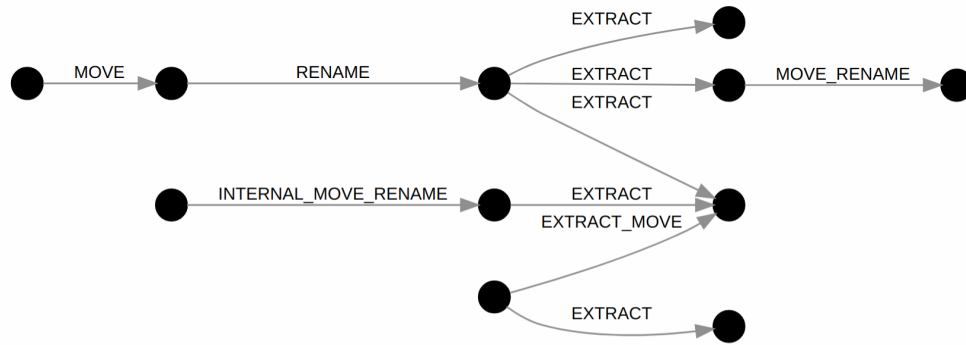 EXTRACT
MOVE
RENAME
EXTRACT
MOVE_RENAME
EXTRACT
INTERNAL_MOVE_RENAME
EXTRACT
EXTRACT_MOVE
EXTRACT